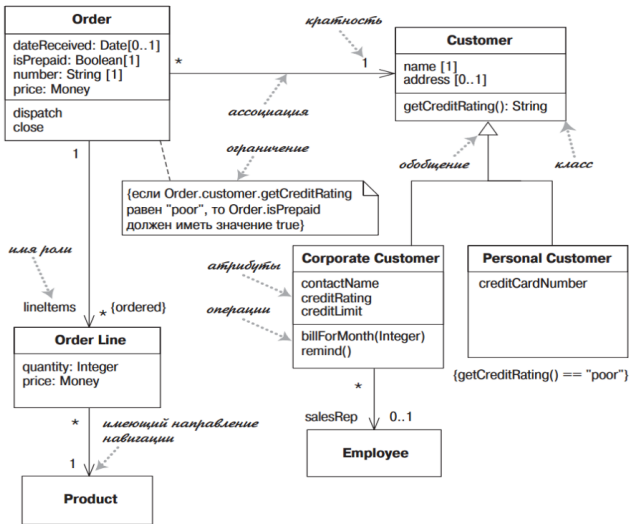 Order
dateReceived: Date[0..1]
isPrepaid: Boolean[1]
number: String [1]
price: Money
dispatch
close
*
1
кратность
ассоциация
Customer
name [1]
address [0..1]
getCreditRating(): String
ограничение
обобщение
класс
1
{если Order.customer.getCreditRating
равен "poor", то Order.isPrepaid
должен иметь значение true}
имя роли
lineItems
* {ordered}
атрибуты
операции
Corporate Customer
contactName
creditRating
creditLimit
billForMonth(Integer)
remind()
Personal Customer
creditCardNumber
{getCreditRating() == "poor"}
Order Line
quantity: Integer
price: Money
*
имеющий направление
навигации
1
Product
*
salesRep
0..1
Employee